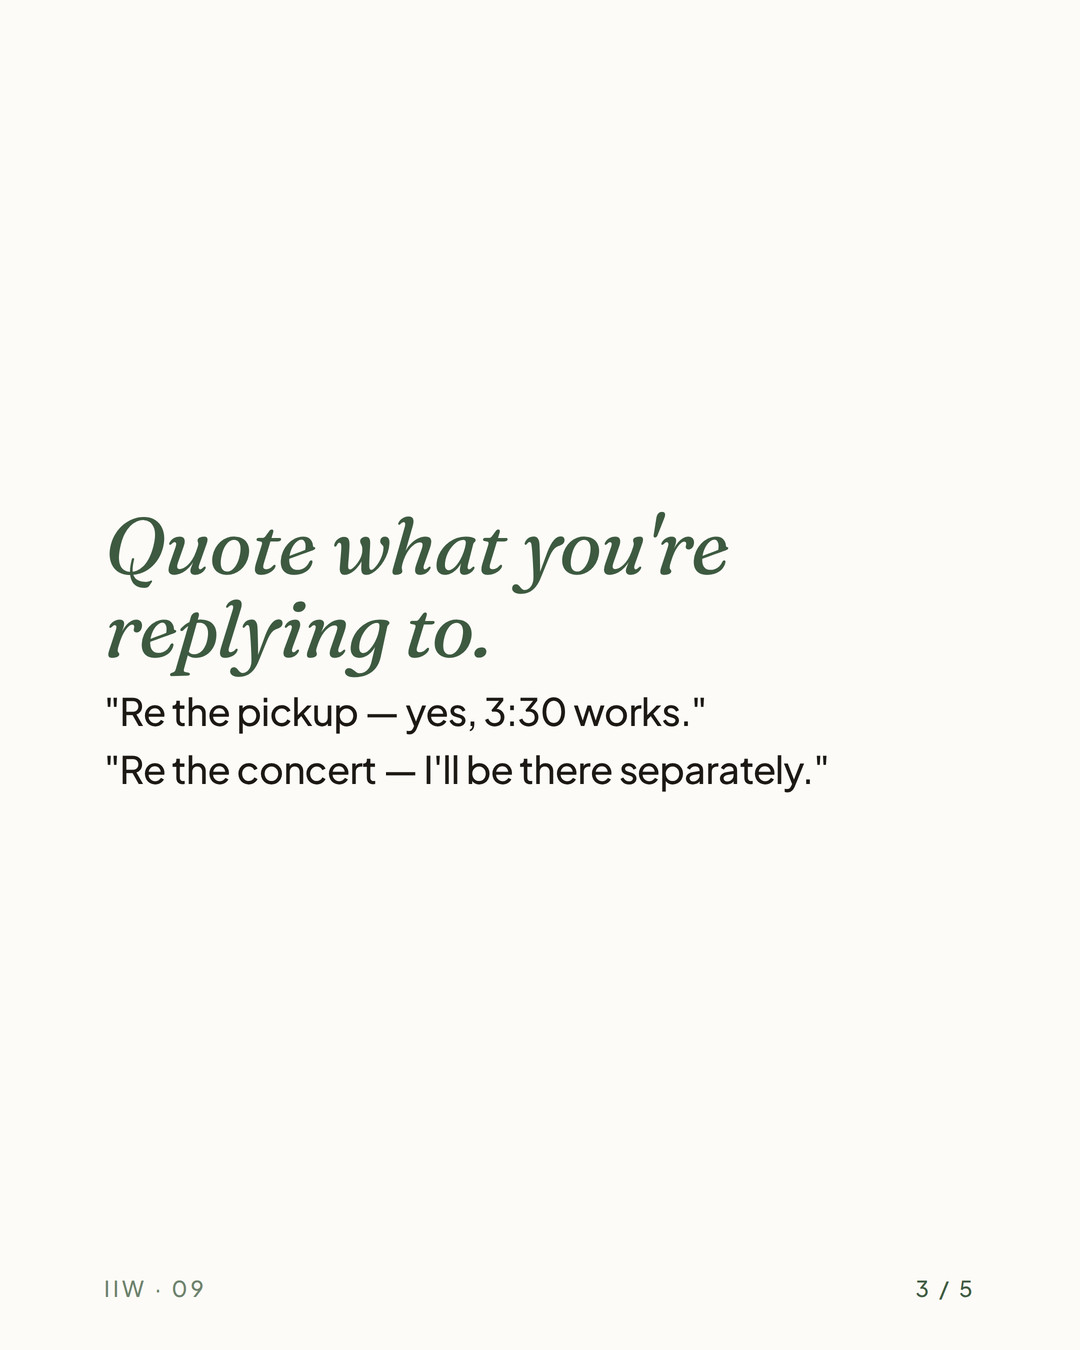 Quote what you're
replying to.
"Re the pickup — yes, 3:30 works."
"Re the concert — I'll be there separately."
IIW · 09
3 / 5